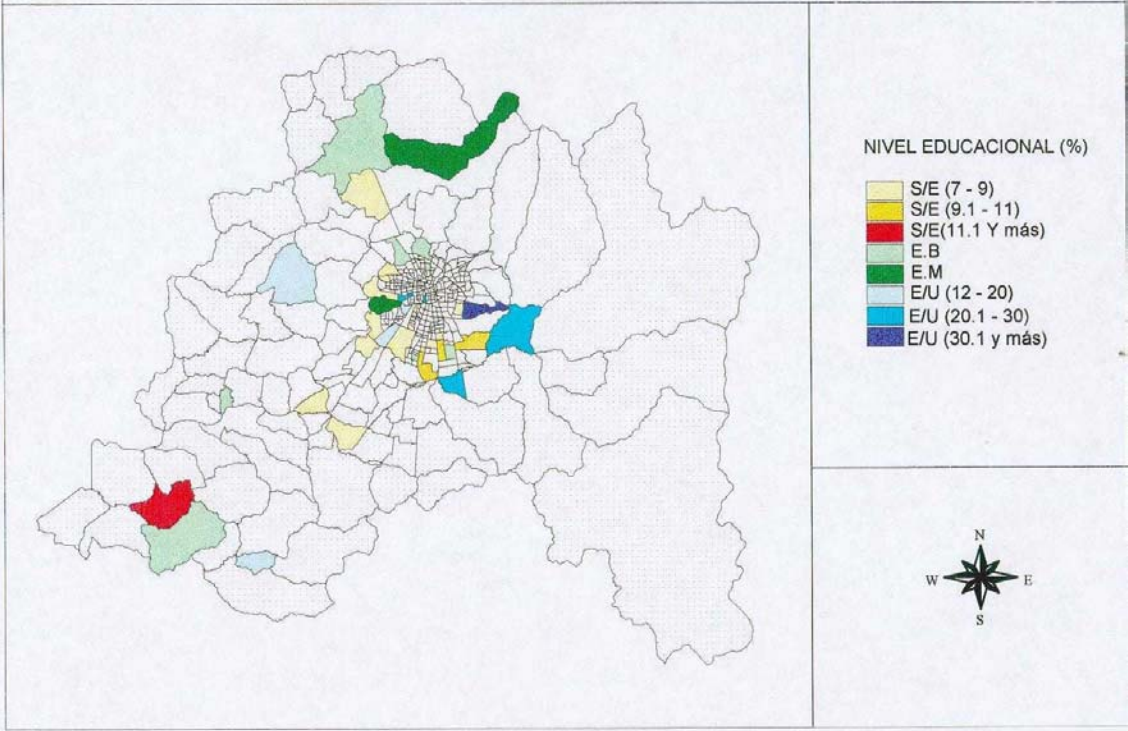 NIVEL EDUCACIONAL (%)
S/E (7 - 9)
S/E (9.1 - 11)
S/E(11.1 Y más)
E.B
E.M
E/U (12 - 20)
E/U (20.1 - 30)
E/U (30.1 y más)
N
W E
S